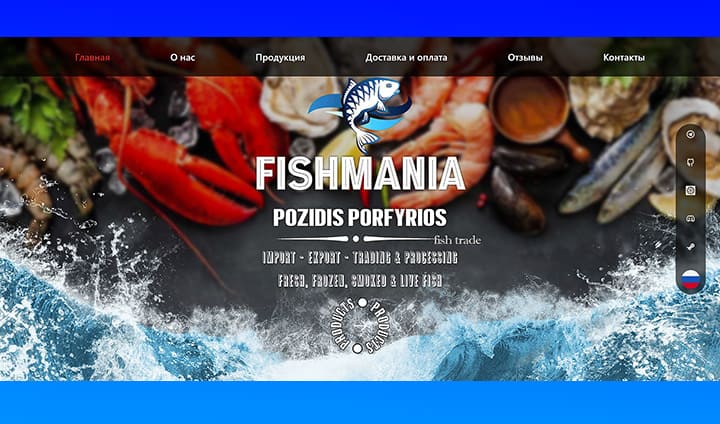 Главная О нас Продукция Доставка и оплата Отзывы Контакты
FISHMANIA
POZIDIS PORFYRIOS
fish trade
IMPORT - EXPORT - TRADING & PROCESSING
FRESH, FROZEN, SMOKED & LIVE FISH
PRODUCTS PRODUCTS